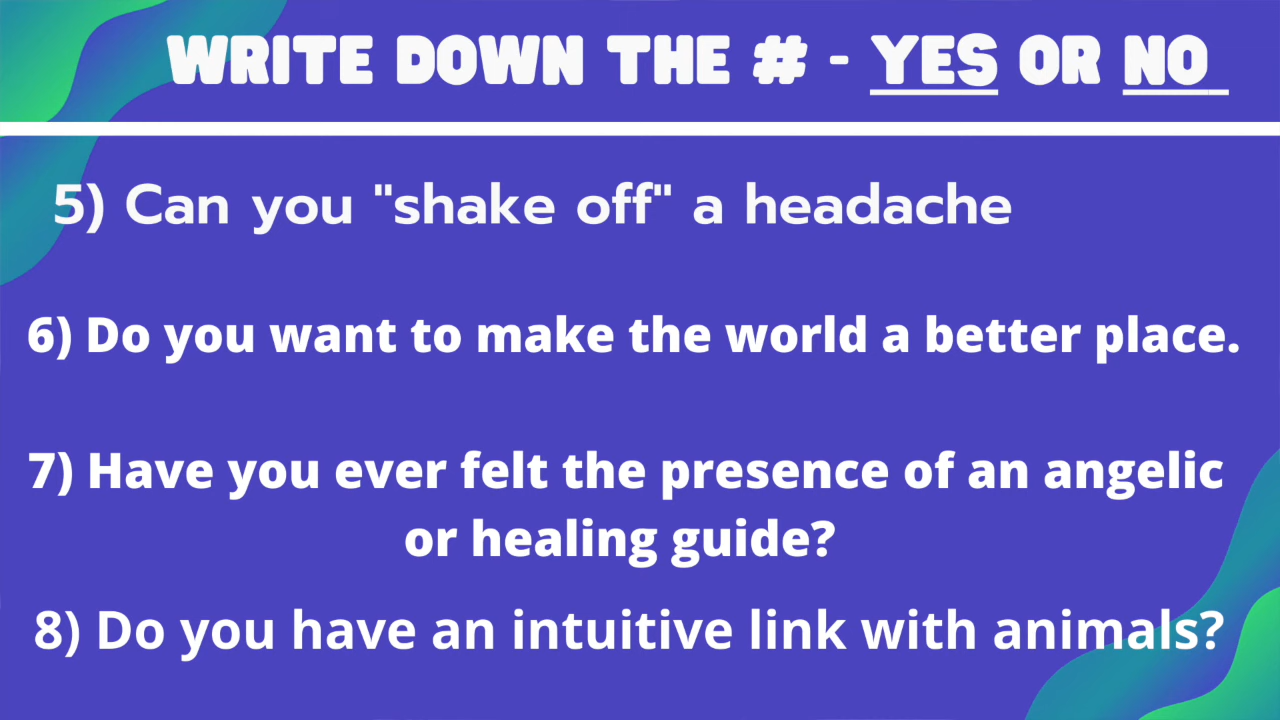 WRITE DOWN THE # - YES OR NO
5) Can you "shake off" a headache
6) Do you want to make the world a better place.
7) Have you ever felt the presence of an angelic
or healing guide?
8) Do you have an intuitive link with animals?